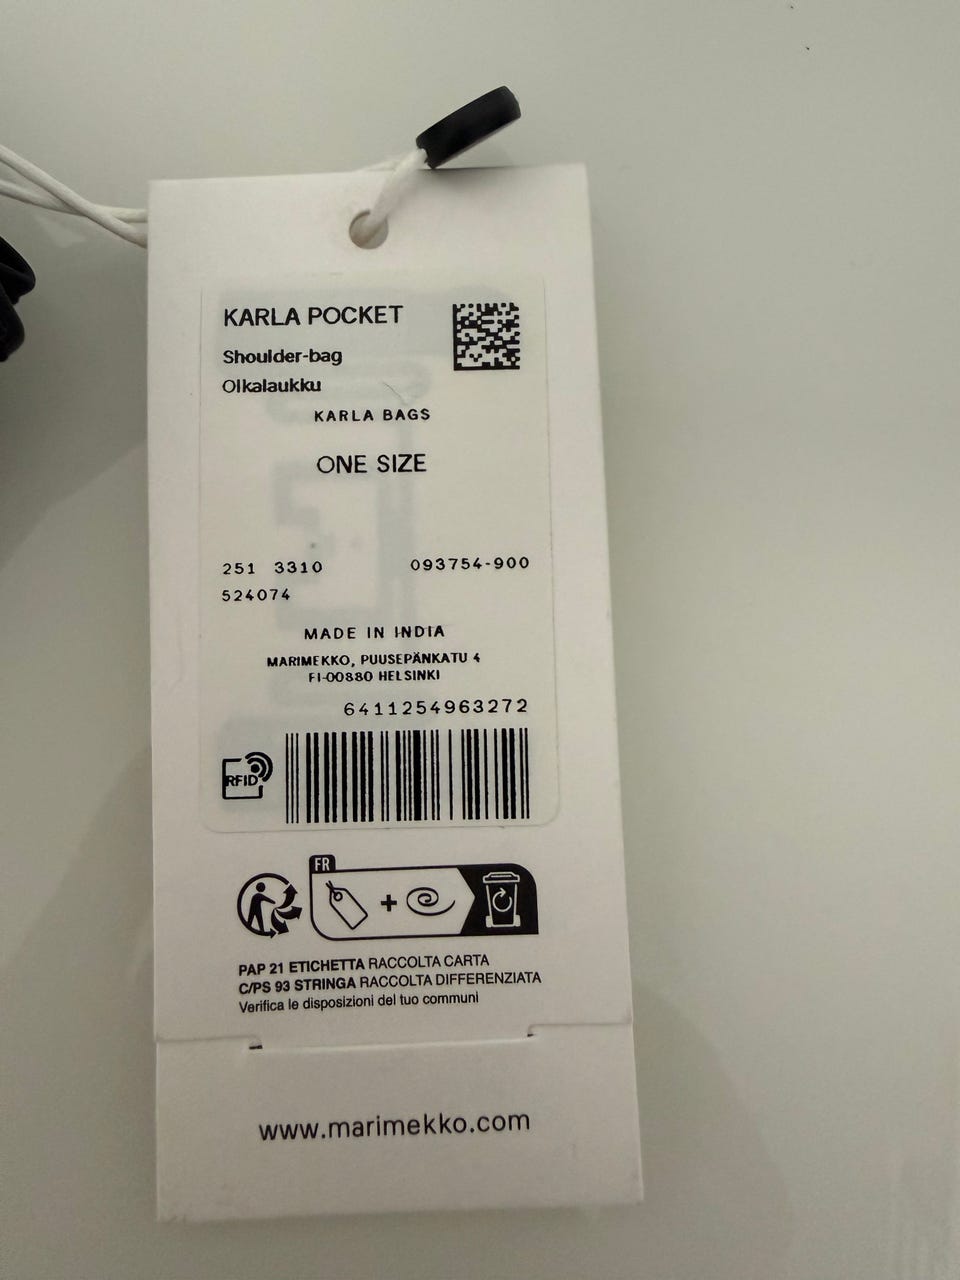 KARLA POCKET
Shoulder-bag
Olkalaukku
KARLA BAGS
ONE SIZE
251 3310 093754-900
524074
MADE IN INDIA
MARIMEKKO, PUUSEPÄNKATU 4
FI-00880 HELSINKI
6411254963272
RFID
FR
PAP 21 ETICHETTA RACCOLTA CARTA
C/PS 93 STRINGA RACCOLTA DIFFERENZIATA
Verifica le disposizioni del tuo communi
www.marimekko.com